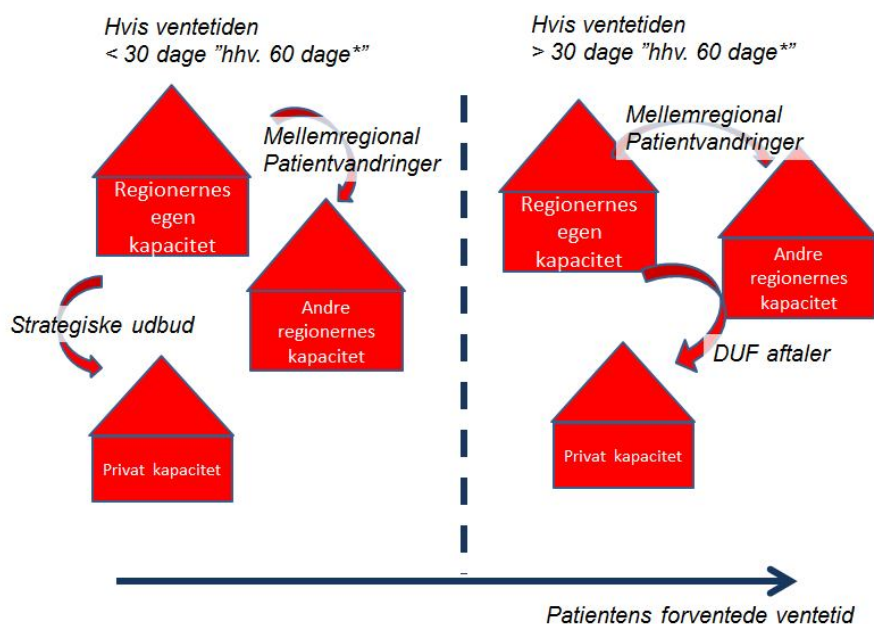 Hvis ventetiden
< 30 dage ”hhv. 60 dage*”
Mellemregional
Patientvandringer
Regionernes
egen
kapacitet
Andre
regionernes
kapacitet
Strategiske udbud
Privat kapacitet
Hvis ventetiden
> 30 dage ”hhv. 60 dage*”
Mellemregional
Patientvandringer
Regionernes
egen
kapacitet
Andre
regionernes
kapacitet
DUF aftaler
Privat kapacitet
Patientens forventede ventetid